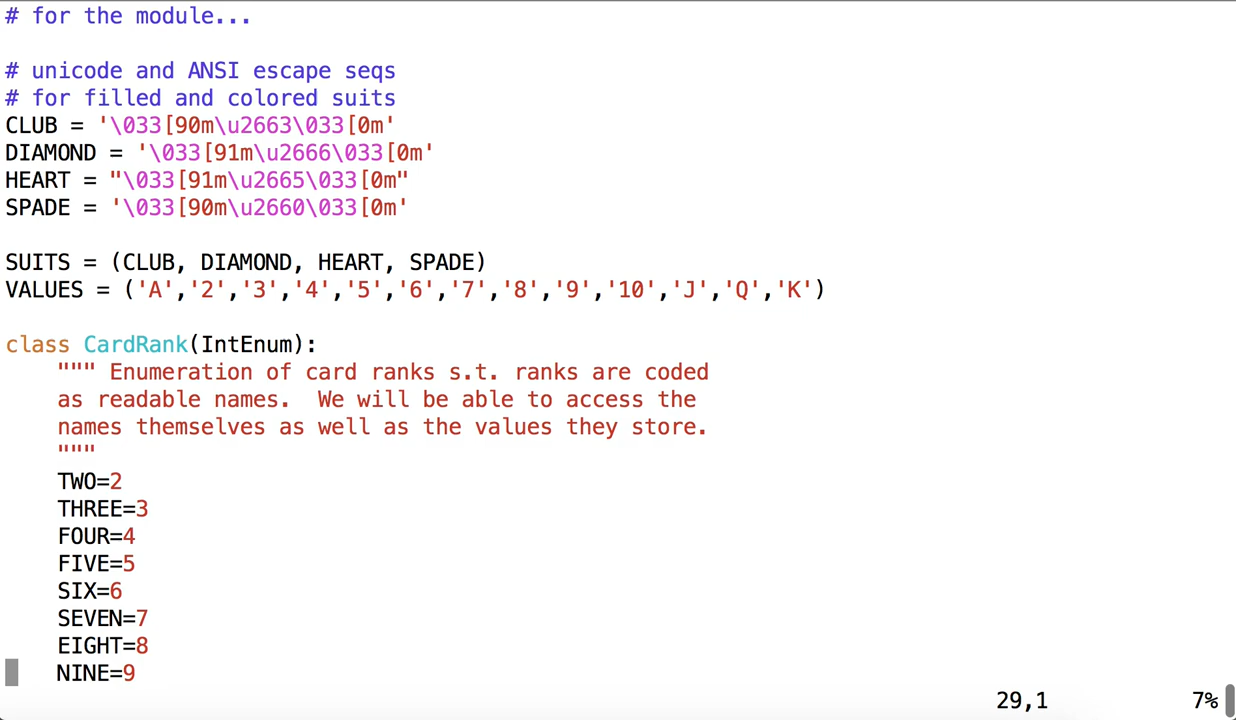 # for the module...
# unicode and ANSI escape seqs
# for filled and colored suits
CLUB = '\033[90m\u2663\033[0m'
DIAMOND = '\033[91m\u2666\033[0m'
HEART = "\033[91m\u2665\033[0m"
SPADE = '\033[90m\u2660\033[0m'
SUITS = (CLUB, DIAMOND, HEART, SPADE)
VALUES = ('A','2','3','4','5','6','7','8','9','10','J','Q','K')
class CardRank(IntEnum):
    """ Enumeration of card ranks s.t. ranks are coded
    as readable names.  We will be able to access the
    names themselves as well as the values they store.
    """
    TWO=2
    THREE=3
    FOUR=4
    FIVE=5
    SIX=6
    SEVEN=7
    EIGHT=8
    NINE=9
29,1 7%